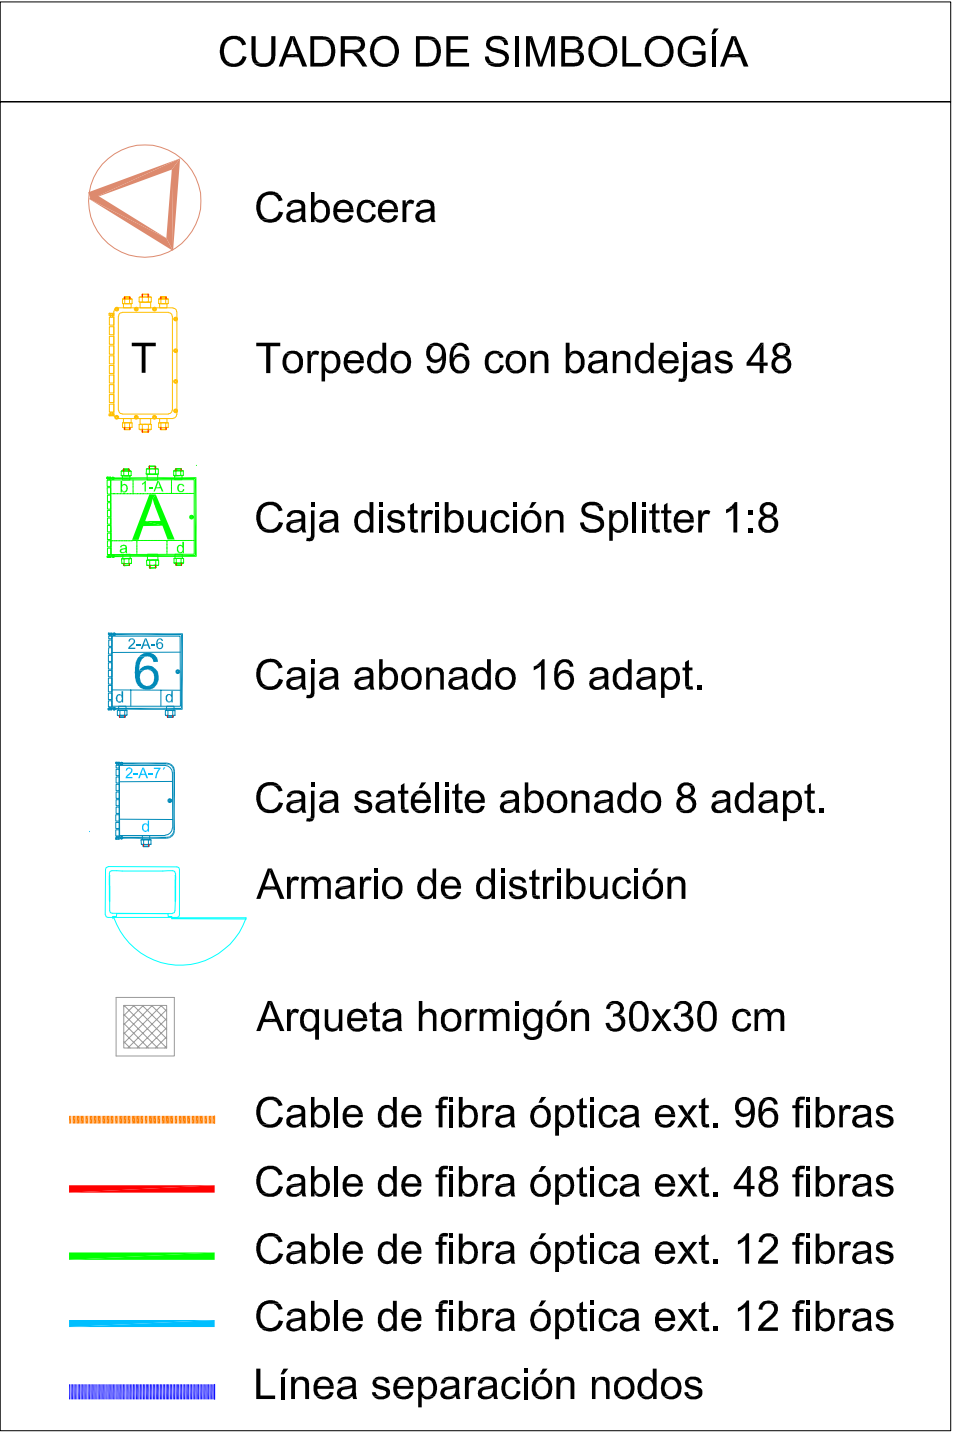 CUADRO DE SIMBOLOGÍA
Cabecera
T
Torpedo 96 con bandejas 48
b 1-A c
A
a d
Caja distribución Splitter 1:8
2-A-6
6
d d
Caja abonado 16 adapt.
2-A-7´
d
Caja satélite abonado 8 adapt.
Armario de distribución
Arqueta hormigón 30x30 cm
Cable de fibra óptica ext. 96 fibras
Cable de fibra óptica ext. 48 fibras
Cable de fibra óptica ext. 12 fibras
Cable de fibra óptica ext. 12 fibras
Línea separación nodos